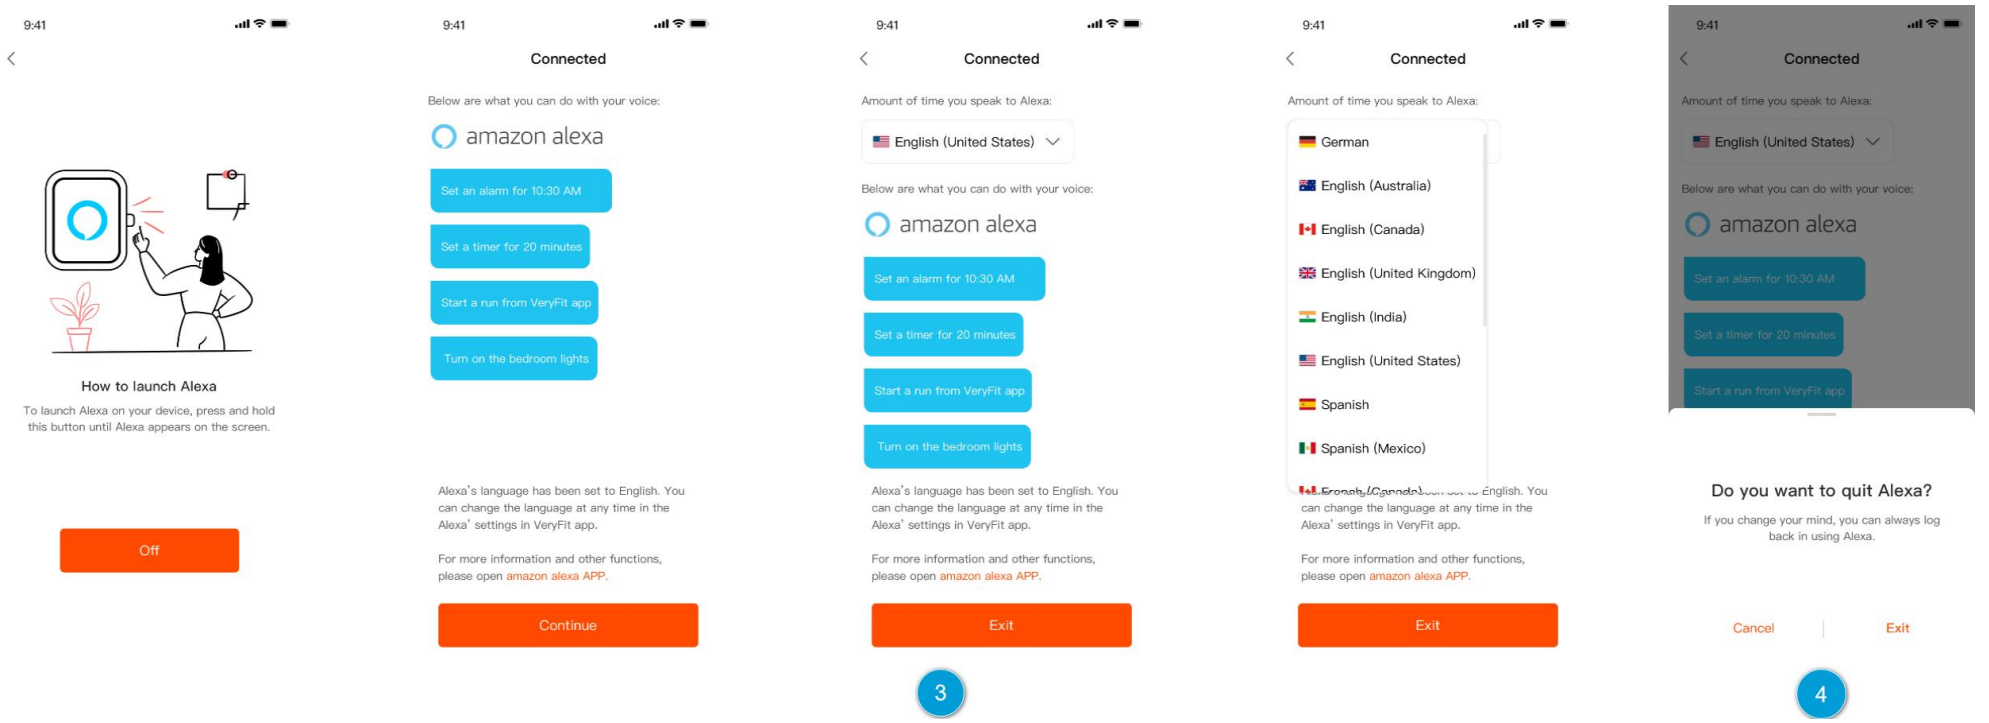 9:41
How to launch Alexa
To launch Alexa on your device, press and hold
this button until Alexa appears on the screen.
Off
9:41
Connected
Below are what you can do with your voice:
amazon alexa
Set an alarm for 10:30 AM
Set a timer for 20 minutes
Start a run from VeryFit app
Turn on the bedroom lights
Alexa's language has been set to English. You
can change the language at any time in the
Alexa' settings in VeryFit app.
For more information and other functions,
please open amazon alexa APP.
Continue
9:41
Connected
Amount of time you speak to Alexa:
English (United States)
Below are what you can do with your voice:
amazon alexa
Set an alarm for 10:30 AM
Set a timer for 20 minutes
Start a run from VeryFit app
Turn on the bedroom lights
Alexa's language has been set to English. You
can change the language at any time in the
Alexa' settings in VeryFit app.
For more information and other functions,
please open amazon alexa APP.
Exit
3
9:41
Connected
Amount of time you speak to Alexa:
German
English (Australia)
English (Canada)
English (United Kingdom)
English (India)
English (United States)
Spanish
Spanish (Mexico)
French (Canada)
set to English. You
can change the language at any time in the
Alexa' settings in VeryFit app.
For more information and other functions,
please open amazon alexa APP.
Exit
9:41
Connected
Amount of time you speak to Alexa:
English (United States)
Below are what you can do with your voice:
amazon alexa
Set an alarm for 10:30 AM
Set a timer for 20 minutes
Start a run from VeryFit app
Do you want to quit Alexa?
If you change your mind, you can always log
back in using Alexa.
Cancel
Exit
4